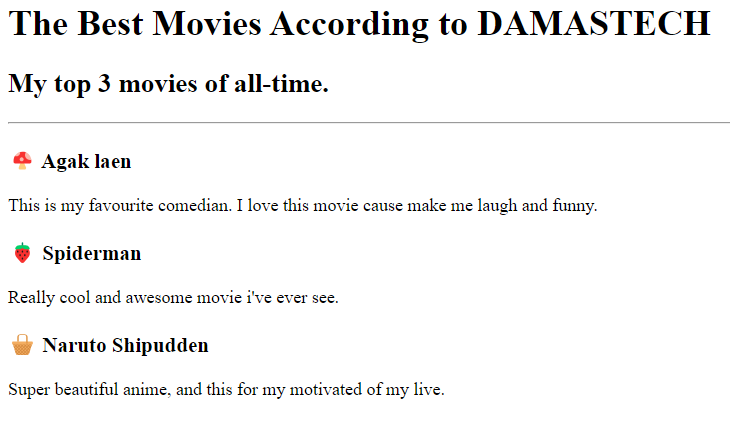 The Best Movies According to DAMASTECH
My top 3 movies of all-time.
🍄 Agak laen
This is my favourite comedian. I love this movie cause make me laugh and funny.
🍓 Spiderman
Really cool and awesome movie i've ever see.
🧺 Naruto Shipudden
Super beautiful anime, and this for my motivated of my live.